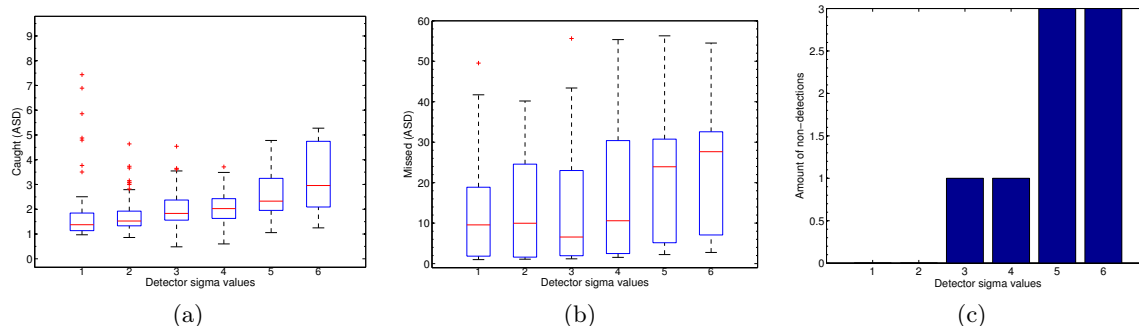 9
8
7
6
5
4
3
2
1
0
Caught (ASD)
1 2 3 4 5 6
Detector sigma values
(a)
60
50
40
30
20
10
0
Missed (ASD)
1 2 3 4 5 6
Detector sigma values
(b)
3
2.5
2
1.5
1
0.5
0
Amount of non-detections
1 2 3 4 5 6
Detector sigma values
(c)